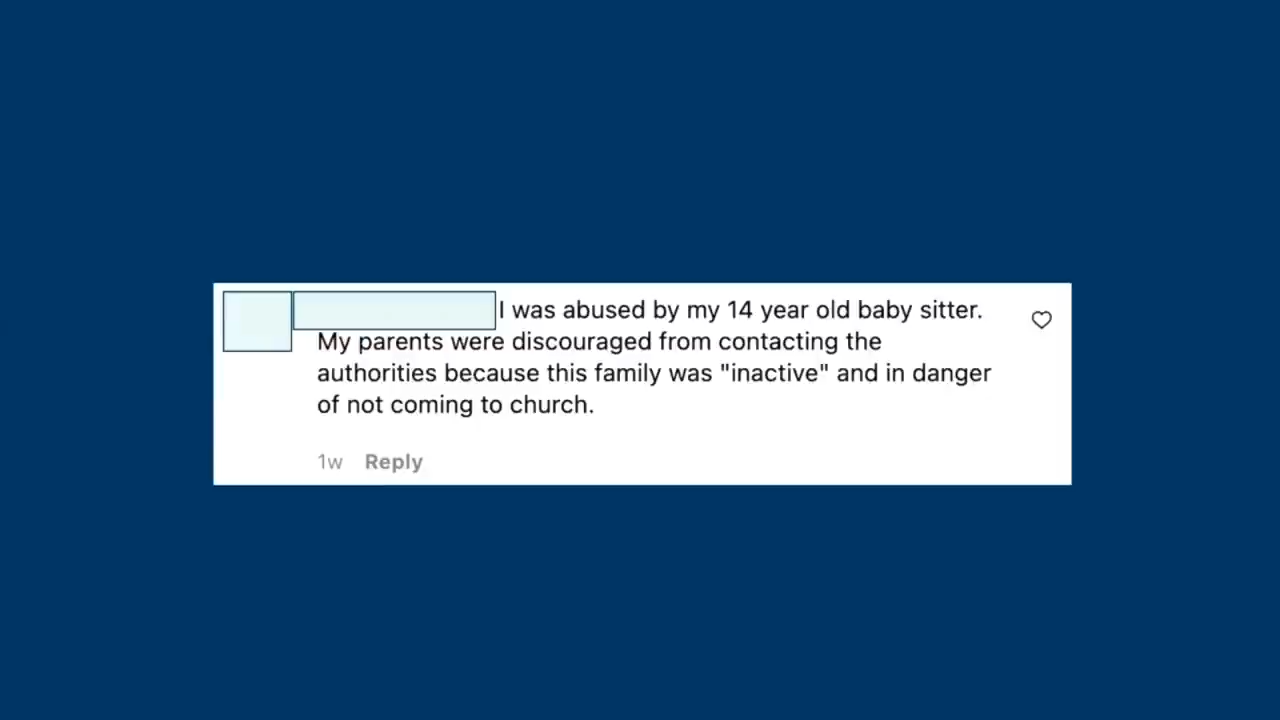 I was abused by my 14 year old baby sitter.
My parents were discouraged from contacting the
authorities because this family was "inactive" and in danger
of not coming to church.
1w Reply